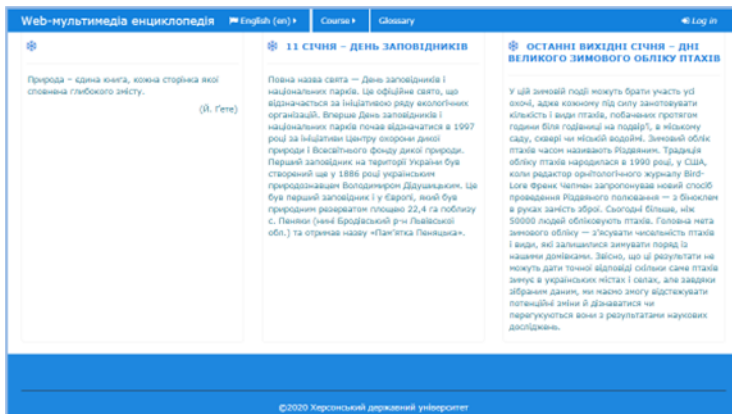 Web-мультимедіа енциклопедія
English (en)
Course
Glossary
Log in
Природа – єдина книга, кожна сторінка якої
сповнена глибокого змісту.
(Й. Гете)
11 СІЧНЯ – ДЕНЬ ЗАПОВІДНИКІВ
Повна назва свята — День заповідників і
національних парків. Це офіційне свято, що
відзначається за ініціативою ряду екологічних
організацій. Вперше День заповідників і
національних парків почав відзначатися в 1997
році за ініціативи Центру охорони дикої
природи і Всесвітнього фонду дикої природи.
Перший заповідник на території України був
створений ще у 1886 році українським
природознавцем Володимиром Дідушицьким. Це
був перший заповідник і у Європі, який був
природним резерватом площею 22,4 га поблизу
с. Пеняки (нині Бродівський р-н Львівської
обл.) та отримав назву «Пам'ятка Пеняцька».
ОСТАННІ ВИХІДНІ СІЧНЯ – ДНІ
ВЕЛИКОГО ЗИМОВОГО ОБЛІКУ ПТАХІВ
У цій зимовій події можуть брати участь усі
охочі, адже кожному під силу занотовувати
кількість і види птахів, побачених протягом
години біля годівниці на подвір'ї, в міському
саду, сквері чи міській водоймі. Зимовий облік
птахів часом називають Різдвяним. Традиція
обліку птахів народилася в 1990 році, у США,
коли редактор орнітологічного журналу Bird-
Lore Френк Чепмен запропонував новий спосіб
проведення Різдвяного полювання — з біноклем
в руках замість зброї. Сьогодні більше, ніж
50000 людей обліковують птахів. Головна мета
зимового обліку – з'ясувати чисельність птахів
і види, які залишилися зимувати поряд із
нашими домівками. Звісно, що ці результати не
можуть дати точної відповіді скільки саме птахів
зимує в українських містах і селах, але завдяки
зібраним даним, ми маємо змогу відстежувати
потенційні зміни й дізнаватися чи
перегукуються вони з результатами наукових
досліджень.
©2020 Херсонський державний університет